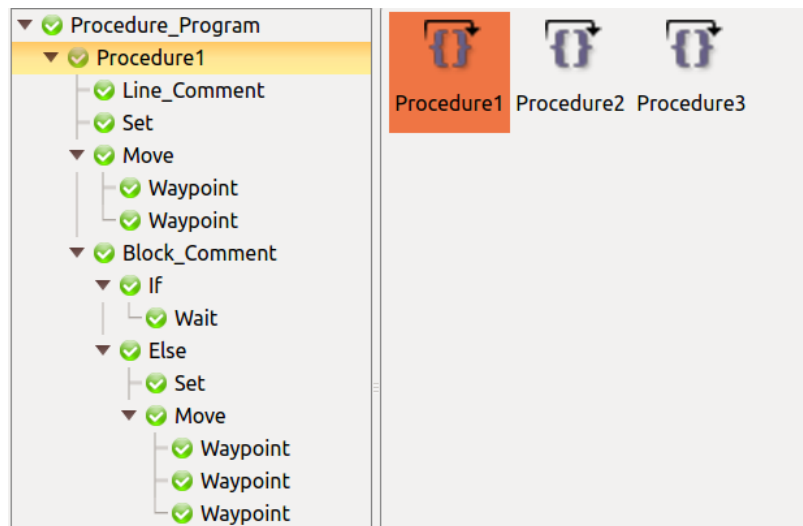 Procedure_Program
Procedure1
Line_Comment
Set
Move
Waypoint
Waypoint
Block_Comment
If
Wait
Else
Set
Move
Waypoint
Waypoint
Waypoint
Procedure1 Procedure2 Procedure3